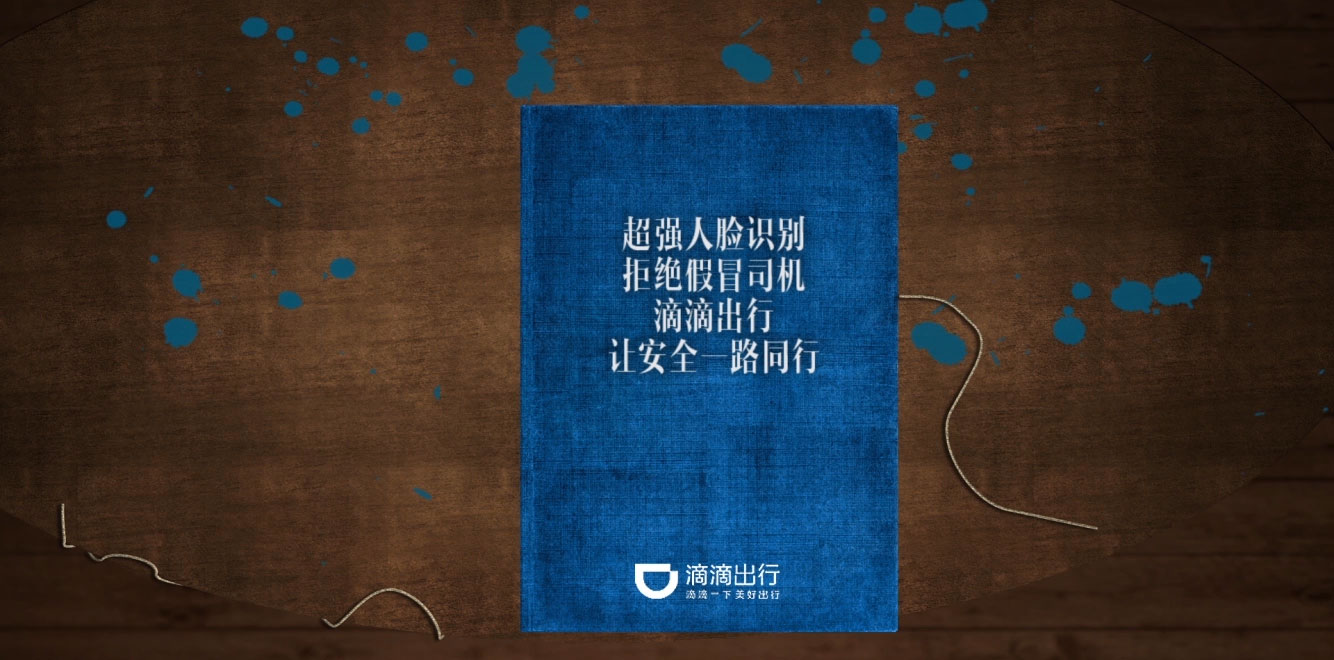 超强人脸识别
拒绝假冒司机
滴滴出行
让安全一路同行
滴滴出行
滴滴一下 美好出行